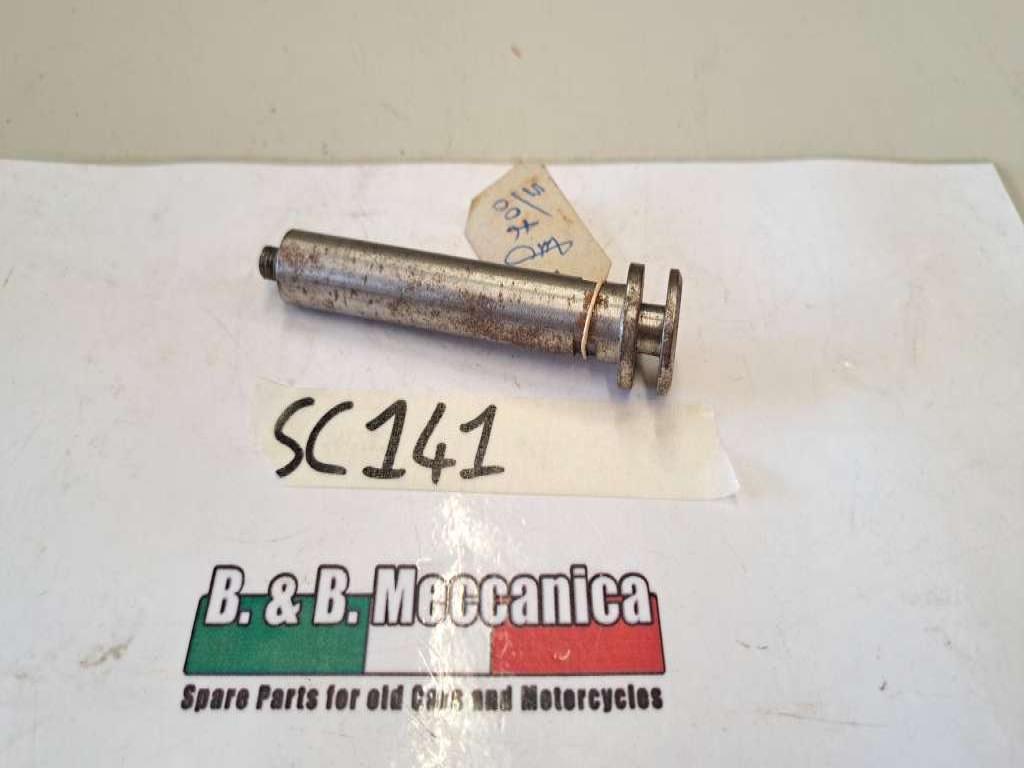 SC141
B. & B. Meccanica
Spare Parts for old Cars and Motorcycles